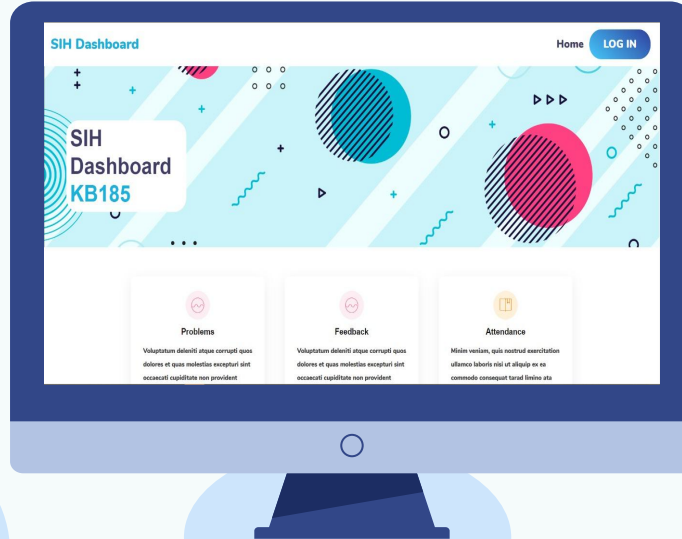 SIH Dashboard
Home
LOG IN
SIH
Dashboard
KB185
Problems
Voluptatum deleniti atque corrupti quos
dolores et quas molestias excepturi sint
occaecati cupiditate non provident
Feedback
Voluptatum deleniti atque corrupti quos
dolores et quas molestias excepturi sint
occaecati cupiditate non provident
Attendance
Minim veniam, quis nostrud exercitation
ullamco laboris nisi ut aliquip ex ea
commodo consequat tarad limino ata